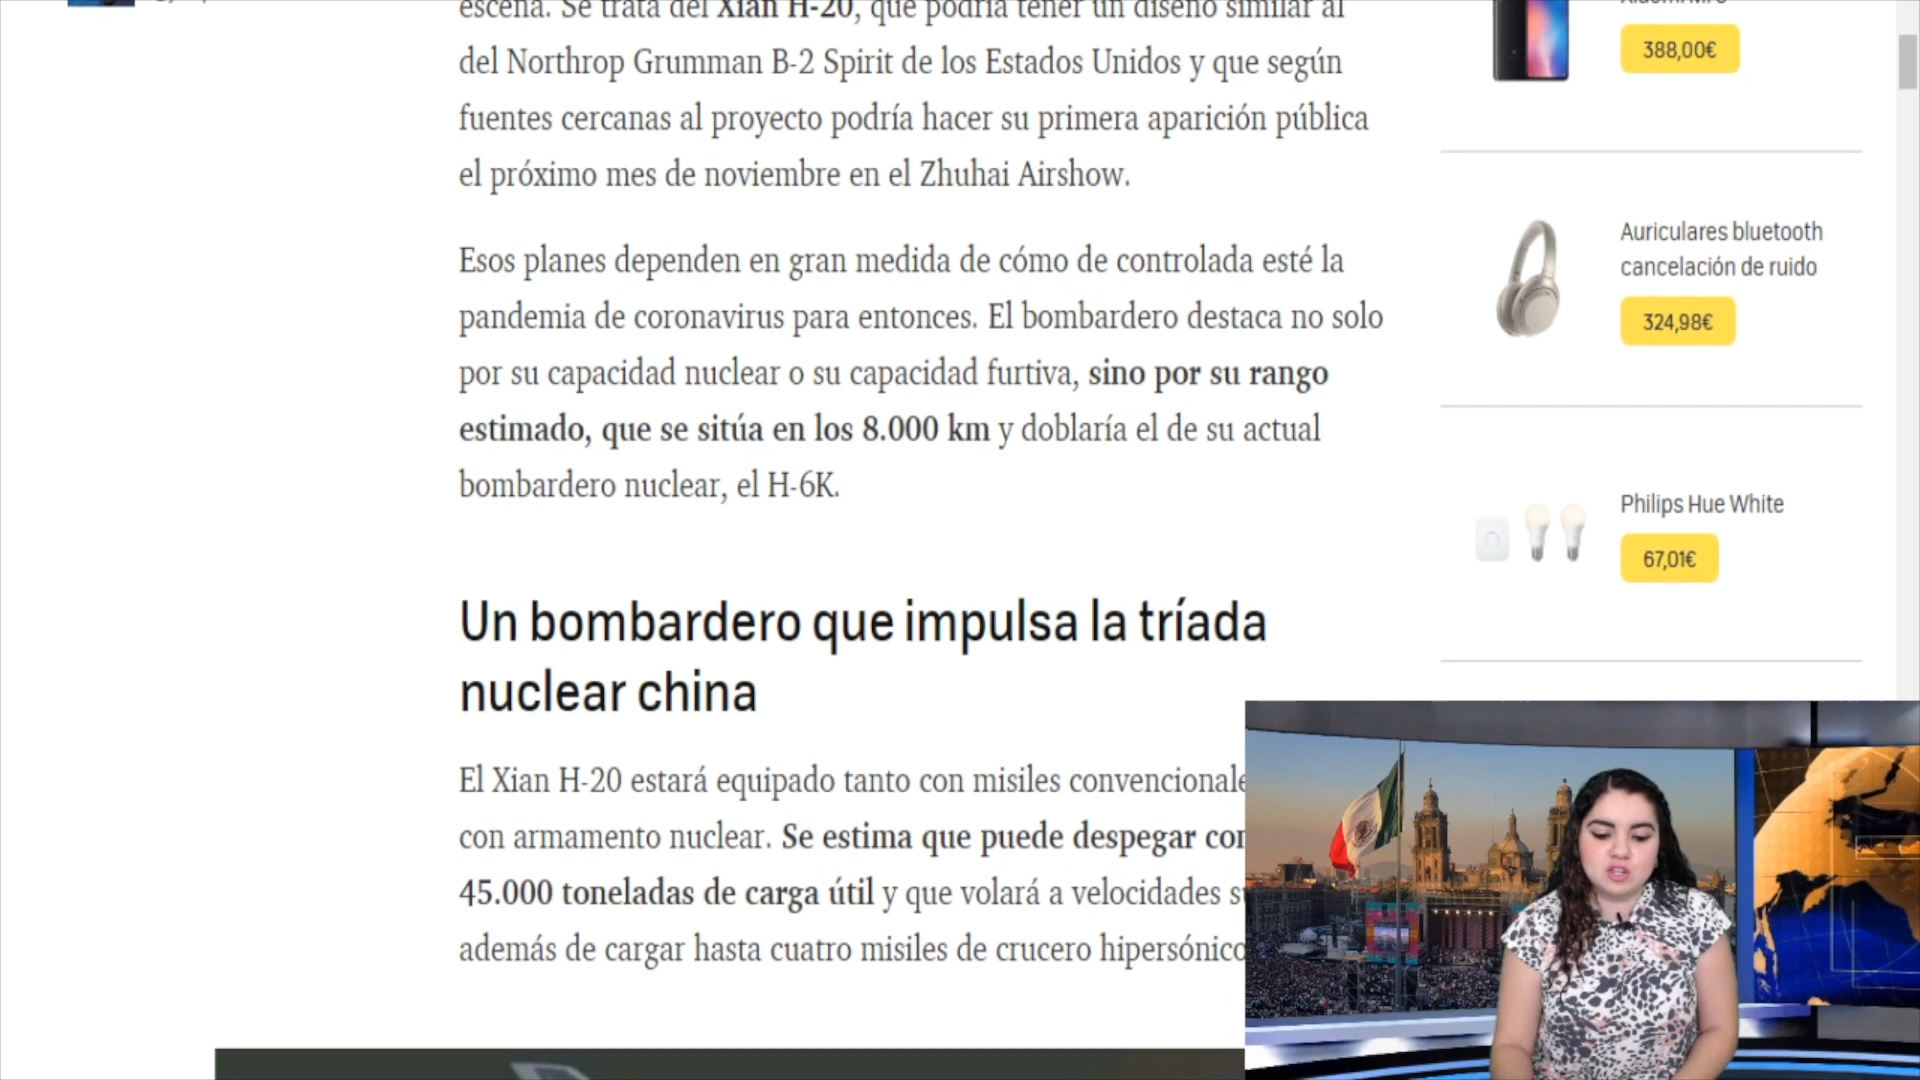 escena. Se trata del Xian H-20, que podría tener un diseño similar al
del Northrop Grumman B-2 Spirit de los Estados Unidos y que según
fuentes cercanas al proyecto podría hacer su primera aparición pública
el próximo mes de noviembre en el Zhuhai Airshow.
Esos planes dependen en gran medida de cómo de controlada esté la
pandemia de coronavirus para entonces. El bombardero destaca no solo
por su capacidad nuclear o su capacidad furtiva, sino por su rango
estimado, que se sitúa en los 8.000 km y doblaría el de su actual
bombardero nuclear, el H-6K.
Un bombardero que impulsa la tríada
nuclear china
El Xian H-20 estará equipado tanto con misiles convencionale
con armamento nuclear. Se estima que puede despegar con
45.000 toneladas de carga útil y que volará a velocidades s
además de cargar hasta cuatro misiles de crucero hipersónico
388,00€
Auriculares bluetooth
cancelación de ruido
324,98€
Philips Hue White
67,01€